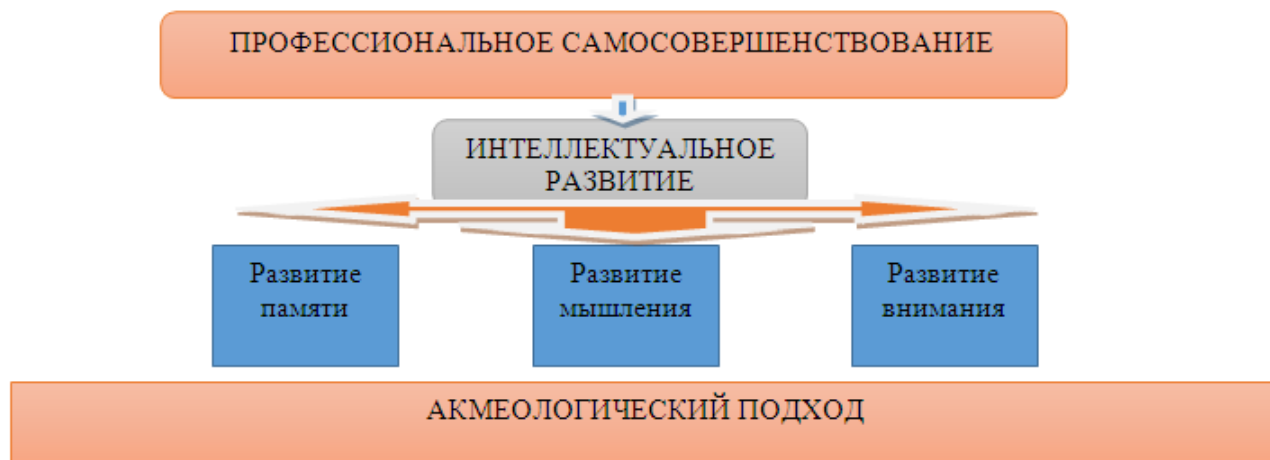 ПРОФЕССИОНАЛЬНОЕ САМОСОВЕРШЕНСТВОВАНИЕ
ИНТЕЛЛЕКТУАЛЬНОЕ
РАЗВИТИЕ
Развитие
памяти
Развитие
мышления
Развитие
внимания
АКМЕОЛОГИЧЕСКИЙ ПОДХОД